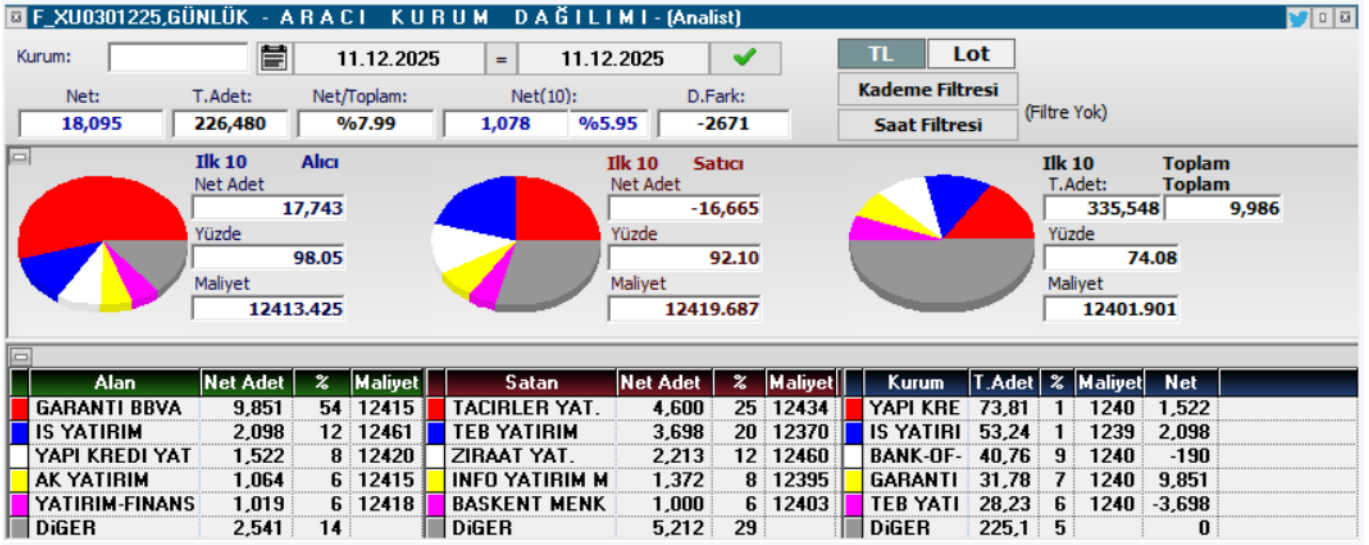 F_XU0301225,GÜNLÜK - A R A C I   K U R U M   D A Ğ I L I M I - (Analist)
Kurum: 11.12.2025 = 11.12.2025 TL Lot
Kademe Filtresi
Net: T.Adet: Net/Toplam: Net(10): D.Fark:
(Filtre Yok)
18,095 226,480 %7.99 1,078 %5.95 -2671 Saat Filtresi
Ilk 10 Alıcı Ilk 10 Satıcı Ilk 10 Toplam
Net Adet Net Adet T.Adet: Toplam
17,743 -16,665 335,548 9,986
Yüzde Yüzde Yüzde
98.05 92.10 74.08
Maliyet Maliyet Maliyet
12413.425 12419.687 12401.901
Alan Net Adet % Maliyet Satan Net Adet % Maliyet Kurum T.Adet % Maliyet Net
GARANTI BBVA 9,851 54 12415 TACIRLER YAT. 4,600 25 12434 YAPI KRE 73,81 1 1240 1,522
IS YATIRIM 2,098 12 12461 TEB YATIRIM 3,698 20 12370 IS YATIRI 53,24 1 1239 2,098
YAPI KREDI YAT 1,522 8 12420 ZIRAAT YAT. 2,213 12 12460 BANK-OF- 40,76 9 1240 -190
AK YATIRIM 1,064 6 12415 INFO YATIRIM M 1,372 8 12395 GARANTI 31,78 7 1240 9,851
YATIRIM-FINANS 1,019 6 12418 BASKENT MENK 1,000 6 12403 TEB YATI 28,23 6 1240 -3,698
DiGER 2,541 14 DiGER 5,212 29 DiGER 225,1 5 0